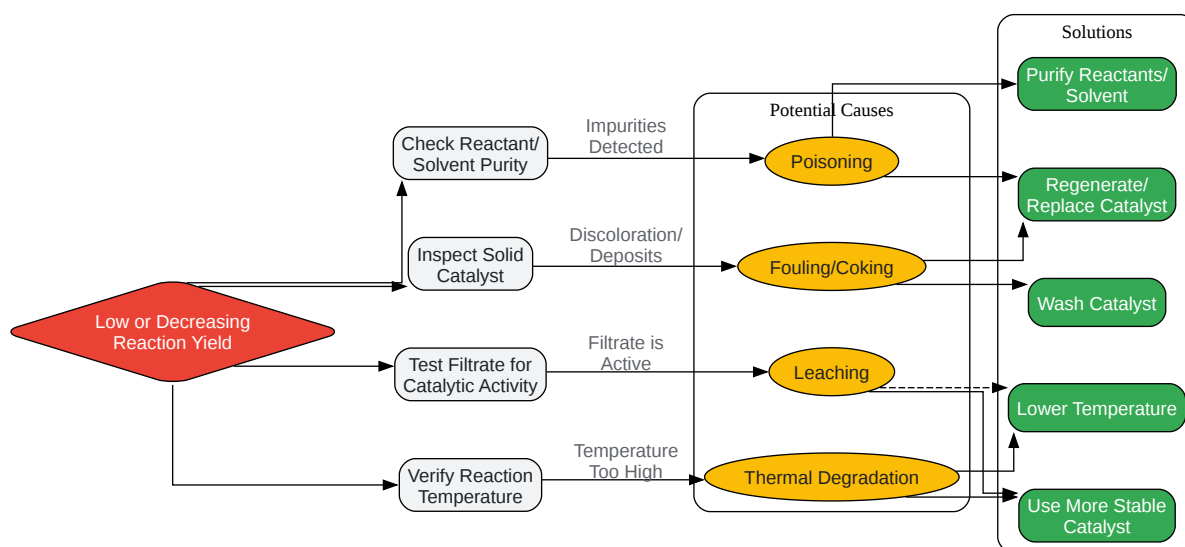 Solutions
Purify Reactants/
Solvent
Potential Causes
Check Reactant/
Solvent Purity
Impurities
Detected
Poisoning
Regenerate/
Replace Catalyst
Inspect Solid
Catalyst
Discoloration/
Deposits
Fouling/Coking
Wash Catalyst
Low or Decreasing
Reaction Yield
Test Filtrate for
Catalytic Activity
Filtrate is
Active
Leaching
Lower Temperature
Verify Reaction
Temperature
Temperature
Too High
Thermal Degradation
Use More Stable
Catalyst